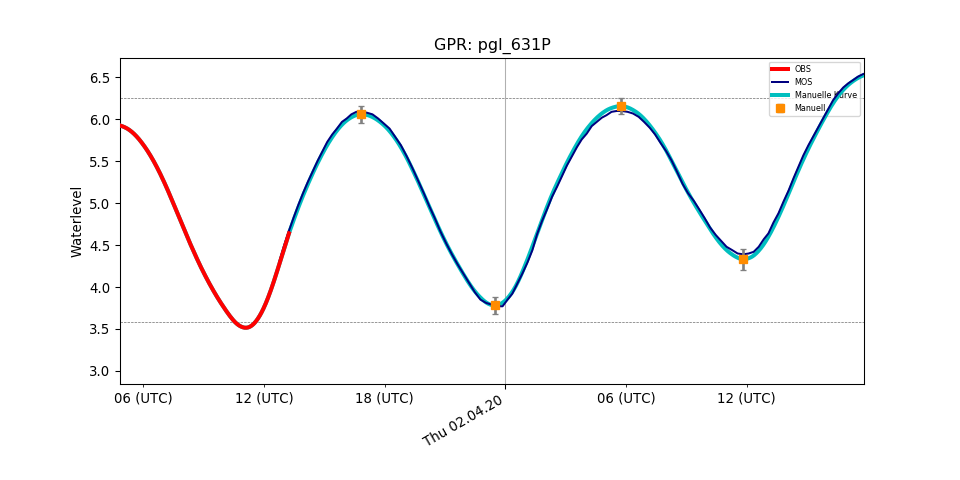 GPR: pgl_631P
OBS
MOS
Manuelle Kurve
Manuell
Waterlevel
6.5
6.0
5.5
5.0
4.5
4.0
3.5
3.0
06 (UTC)
12 (UTC)
18 (UTC)
Thu 02.04.20
06 (UTC)
12 (UTC)